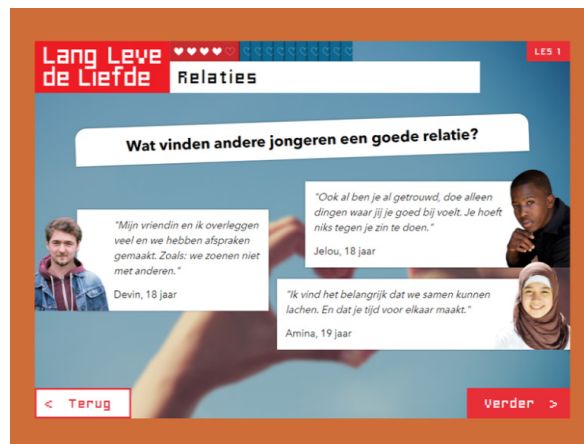 Lang Leve
de Liefde
LES 1
Relaties
Wat vinden andere jongeren een goede relatie?
"Mijn vriendin en ik overleggen
veel en we hebben afspraken
gemaakt. Zoals: we zoenen niet
met anderen."
Devin, 18 jaar
"Ook al ben je al getrouwd, doe alleen
dingen waar jij je goed bij voelt. Je hoeft
niks tegen je zin te doen."
Jelou, 18 jaar
"Ik vind het belangrijk dat we samen kunnen
lachen. En dat je tijd voor elkaar maakt."
Amina, 19 jaar
< Terug
Verder >